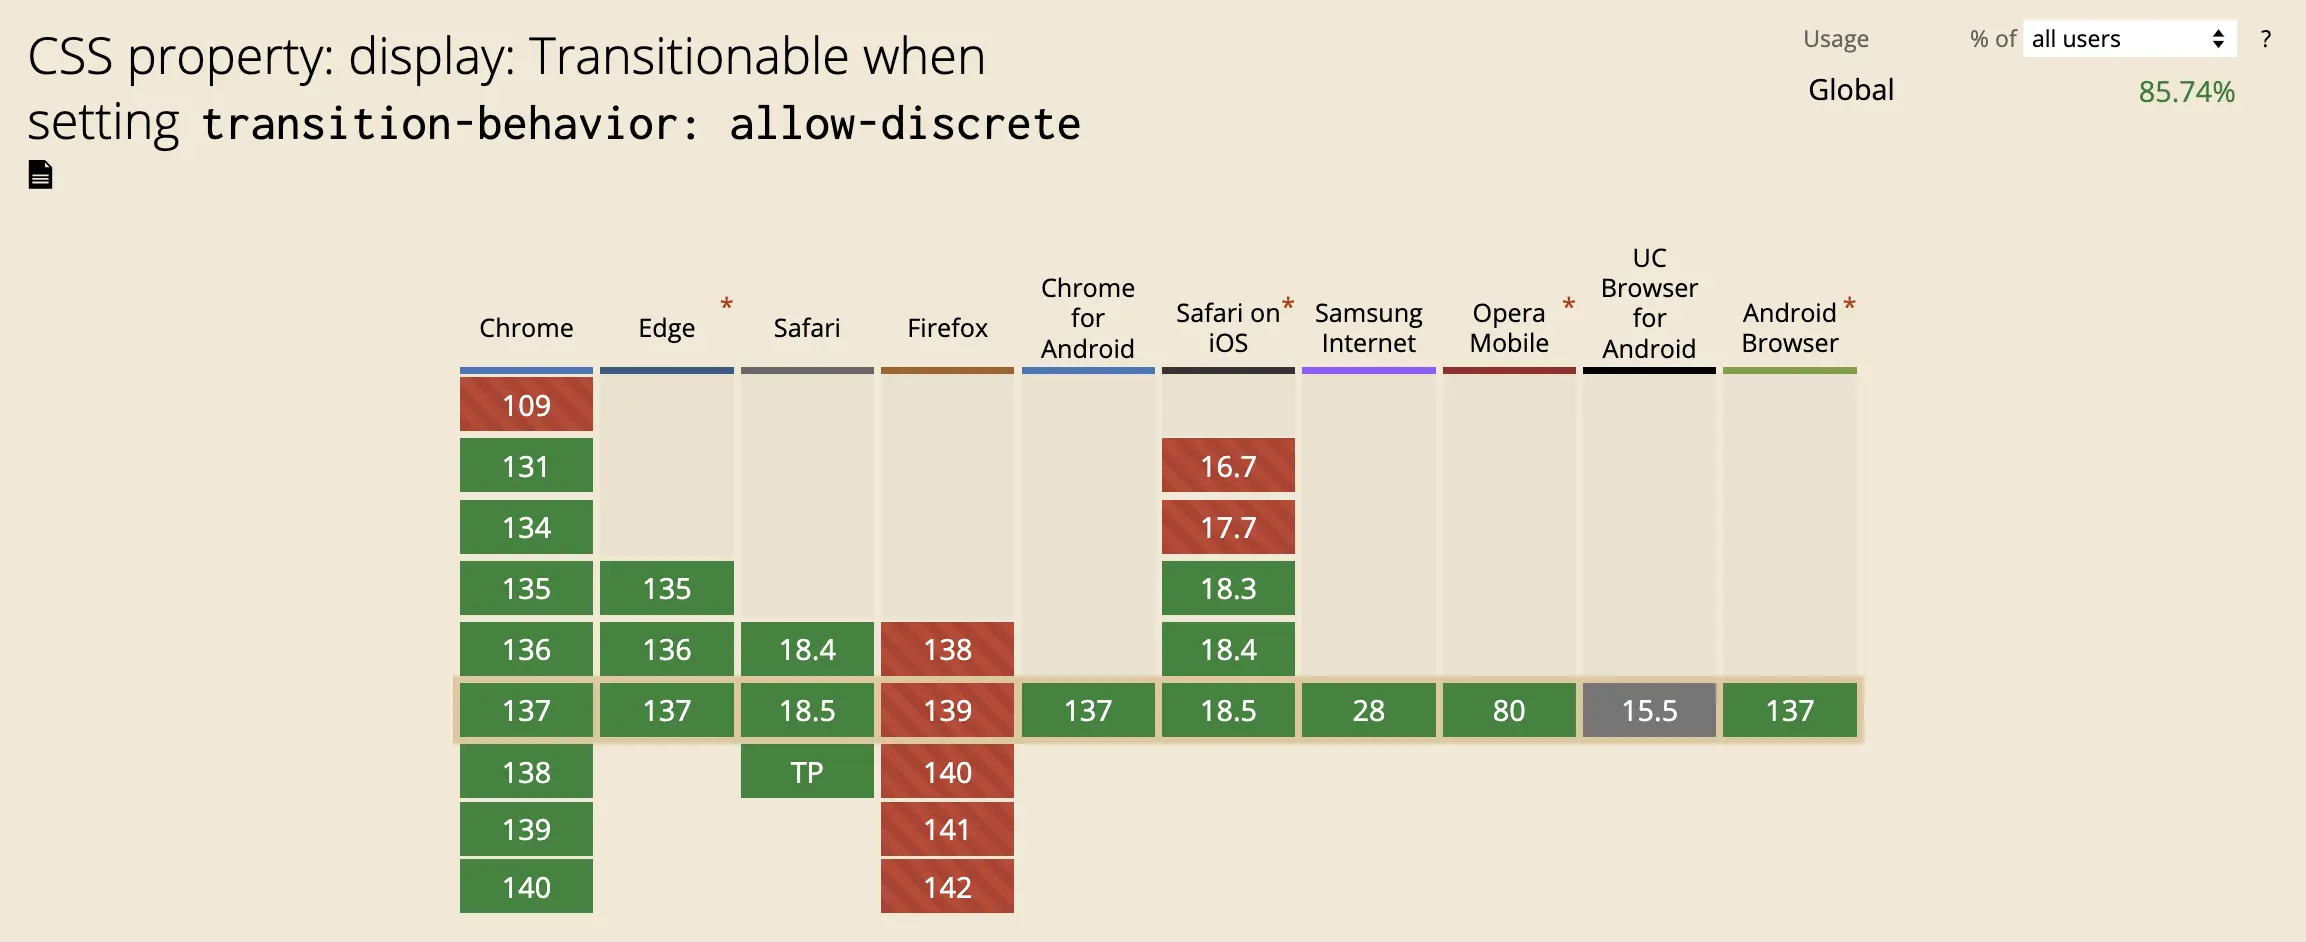 CSS property: display: Transitionable when
setting transition-behavior: allow-discrete
Usage % of all users ?
Global 85.74%
Chrome
Edge *
Safari
Firefox
Chrome
for
Android
Safari on *
iOS
Samsung
Internet
Opera *
Mobile
UC
Browser
for
Android
Android *
Browser
109
131 16.7
134 17.7
135 135 18.3
136 136 18.4 138 18.4
137 137 18.5 139 137 18.5 28 80 15.5 137
138 TP 140
139 141
140 142